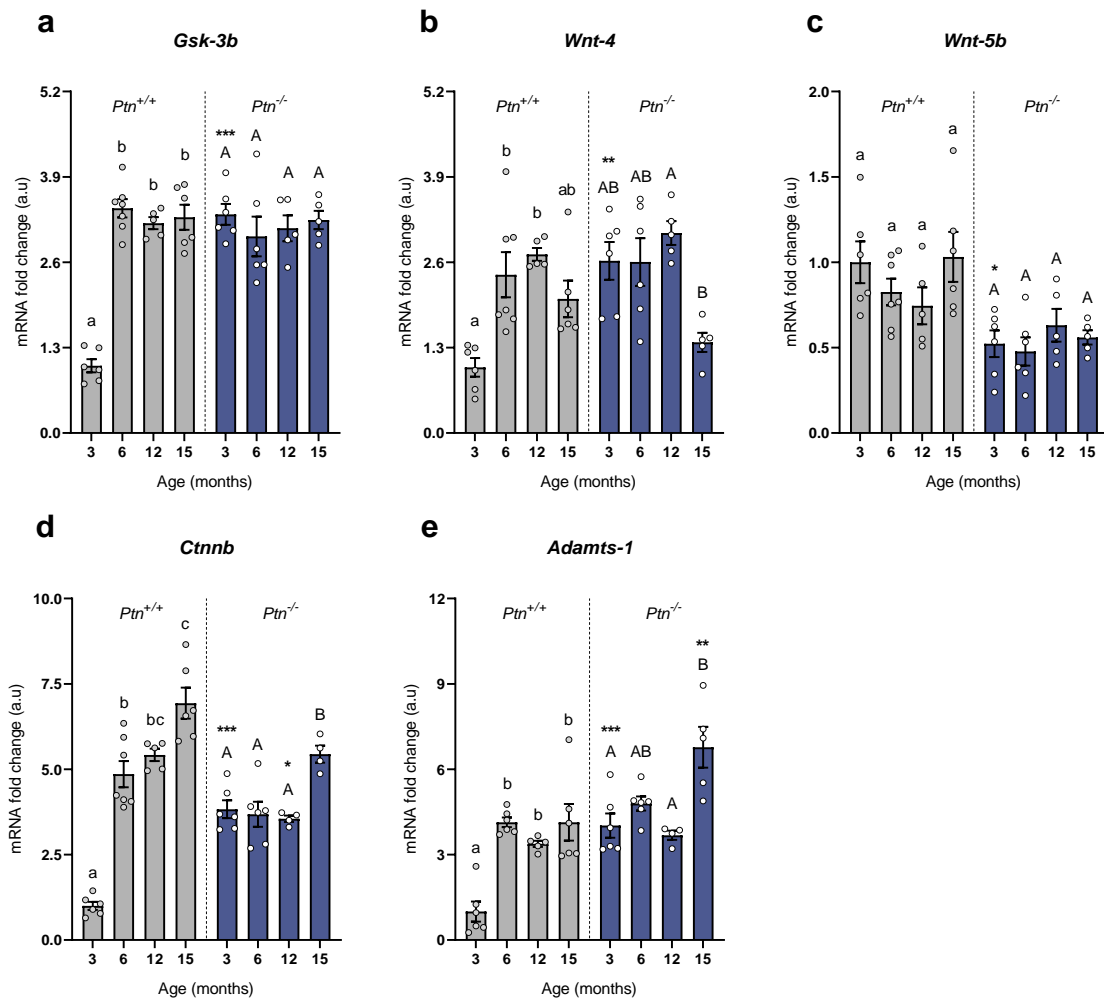 a
Gsk-3b
Ptn+/+
Ptn-/-
mRNA fold change (a.u)
5.2
3.9
2.6
1.3
0.0
a
b
b
b
***
A
A
A
A
3 6 12 15 3 6 12 15
Age (months)
b
Wnt-4
Ptn+/+
Ptn-/-
mRNA fold change (a.u)
5.2
3.9
2.6
1.3
0.0
a
b
b
ab
**
AB
AB
A
B
3 6 12 15 3 6 12 15
Age (months)
c
Wnt-5b
Ptn+/+
Ptn-/-
mRNA fold change (a.u)
2.0
1.5
1.0
0.5
0.0
a
a
a
a
*
A
A
A
A
3 6 12 15 3 6 12 15
Age (months)
d
Ctnnb
Ptn+/+
Ptn-/-
mRNA fold change (a.u)
10.0
7.5
5.0
2.5
0.0
a
b
bc
c
***
A
A
*
A
B
3 6 12 15 3 6 12 15
Age (months)
e
Adamts-1
Ptn+/+
Ptn-/-
mRNA fold change (a.u)
12
9
6
3
0
a
b
b
b
***
A
AB
A
**
B
3 6 12 15 3 6 12 15
Age (months)